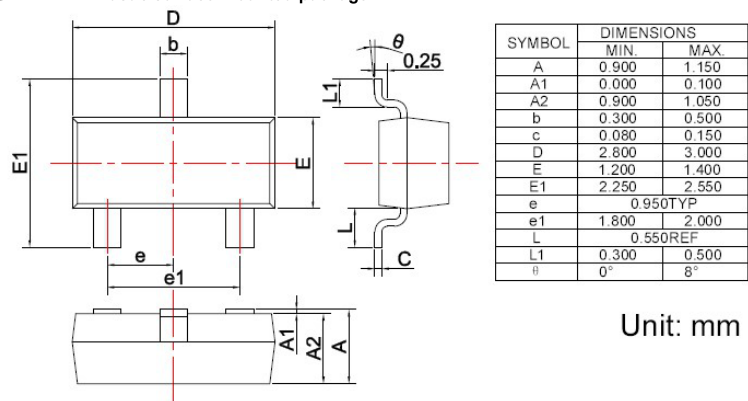 D
b
θ
0.25
L1
E1
E
e
e1
L
C
A1
A2
A
SYMBOL DIMENSIONS
MIN. MAX.
A 0.900 1.150
A1 0.000 0.100
A2 0.900 1.050
b 0.300 0.500
c 0.080 0.150
D 2.800 3.000
E 1.200 1.400
E1 2.250 2.550
e 0.950TYP
e1 1.800 2.000
L 0.550REF
L1 0.300 0.500
θ 0° 8°
Unit: mm